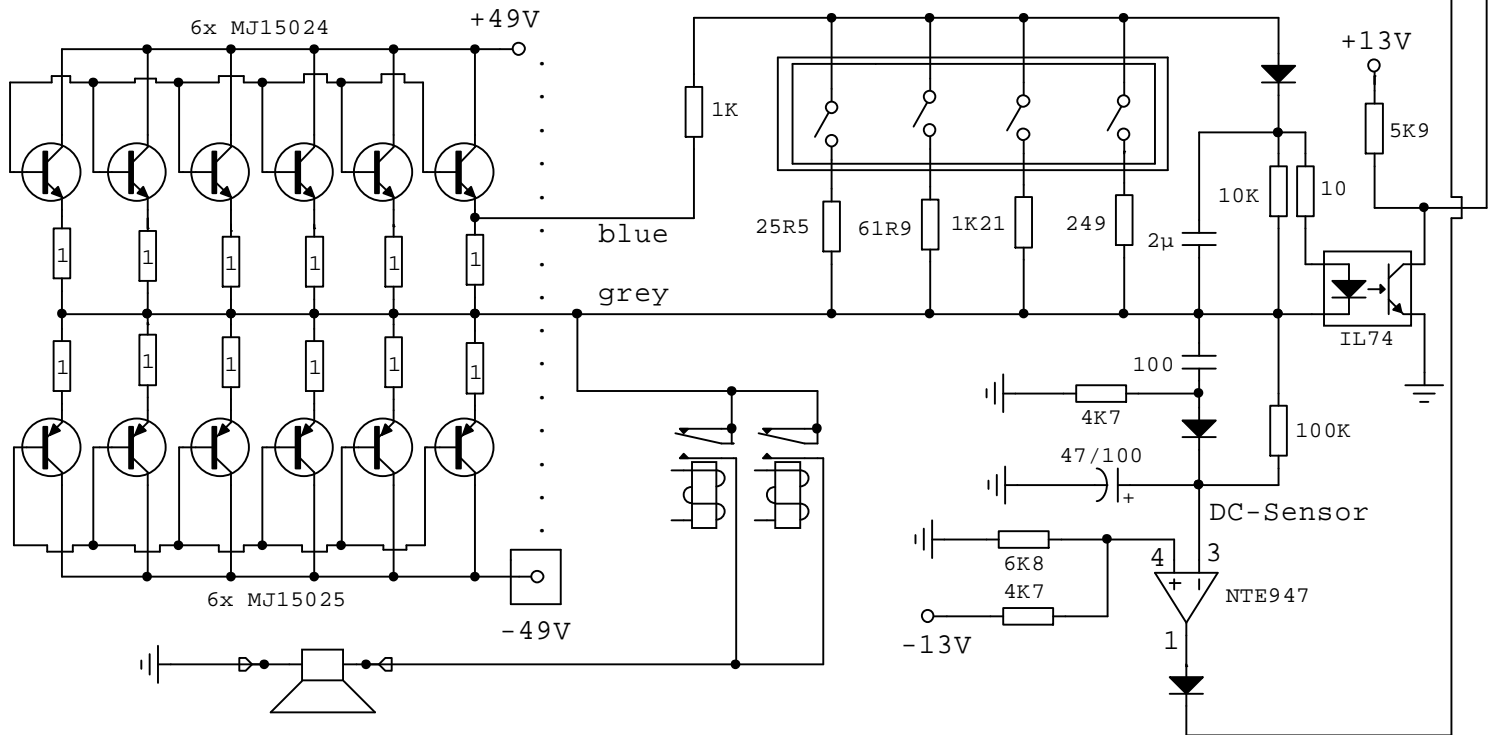 6x MJ15024
+49V
+13V
1K
5K9
10K
10
25R5
61R9
1K21
249
2µ
blue
1
1
1
1
1
1
grey
IL74
1
1
1
1
1
1
100
4K7
100K
47/100
+
DC-Sensor
6K8
4
3
+
−
4K7
NTE947
6x MJ15025
-49V
-13V
1